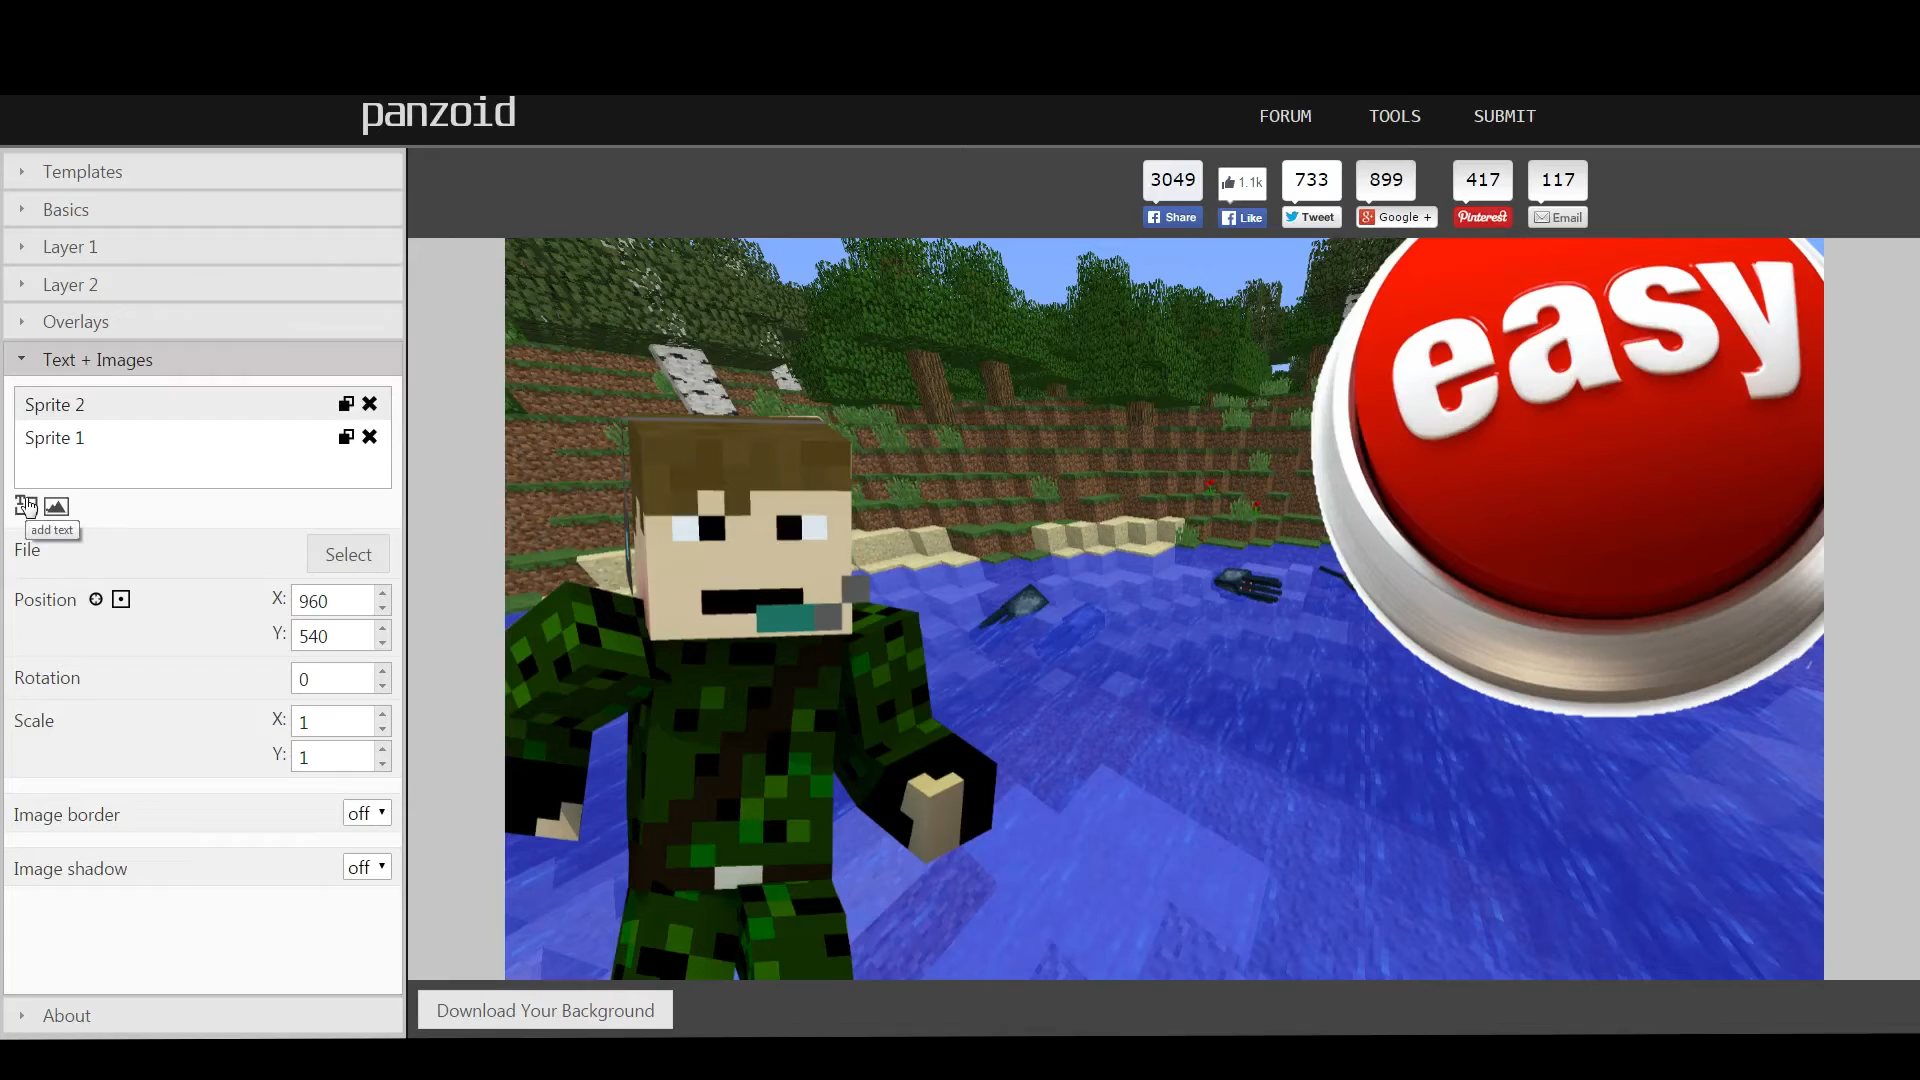 panzoid
FORUM TOOLS SUBMIT
3049 1.1k 733 899 417 117
Share Like Tweet Google + Pinterest Email
Templates
Basics
Layer 1
Layer 2
Overlays
Text + Images
Sprite 2
Sprite 1
add text
File Select
Position X: 960
Y: 540
Rotation 0
Scale X: 1
Y: 1
Image border off
Image shadow off
About
easy
Download Your Background